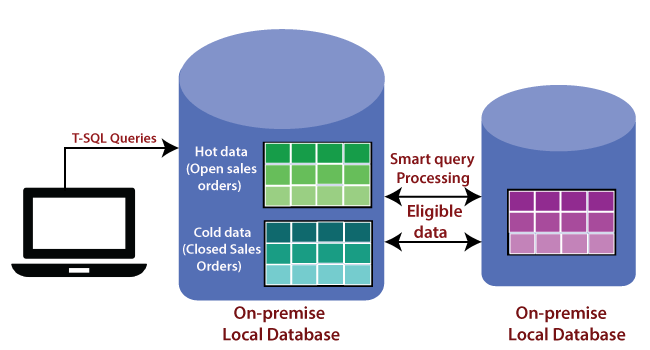 T-SQL Queries
Hot data
(Open sales
orders)
Cold data
(Closed Sales
Orders)
Smart query
Processing
Eligible
data
On-premise
Local Database
On-premise
Local Database